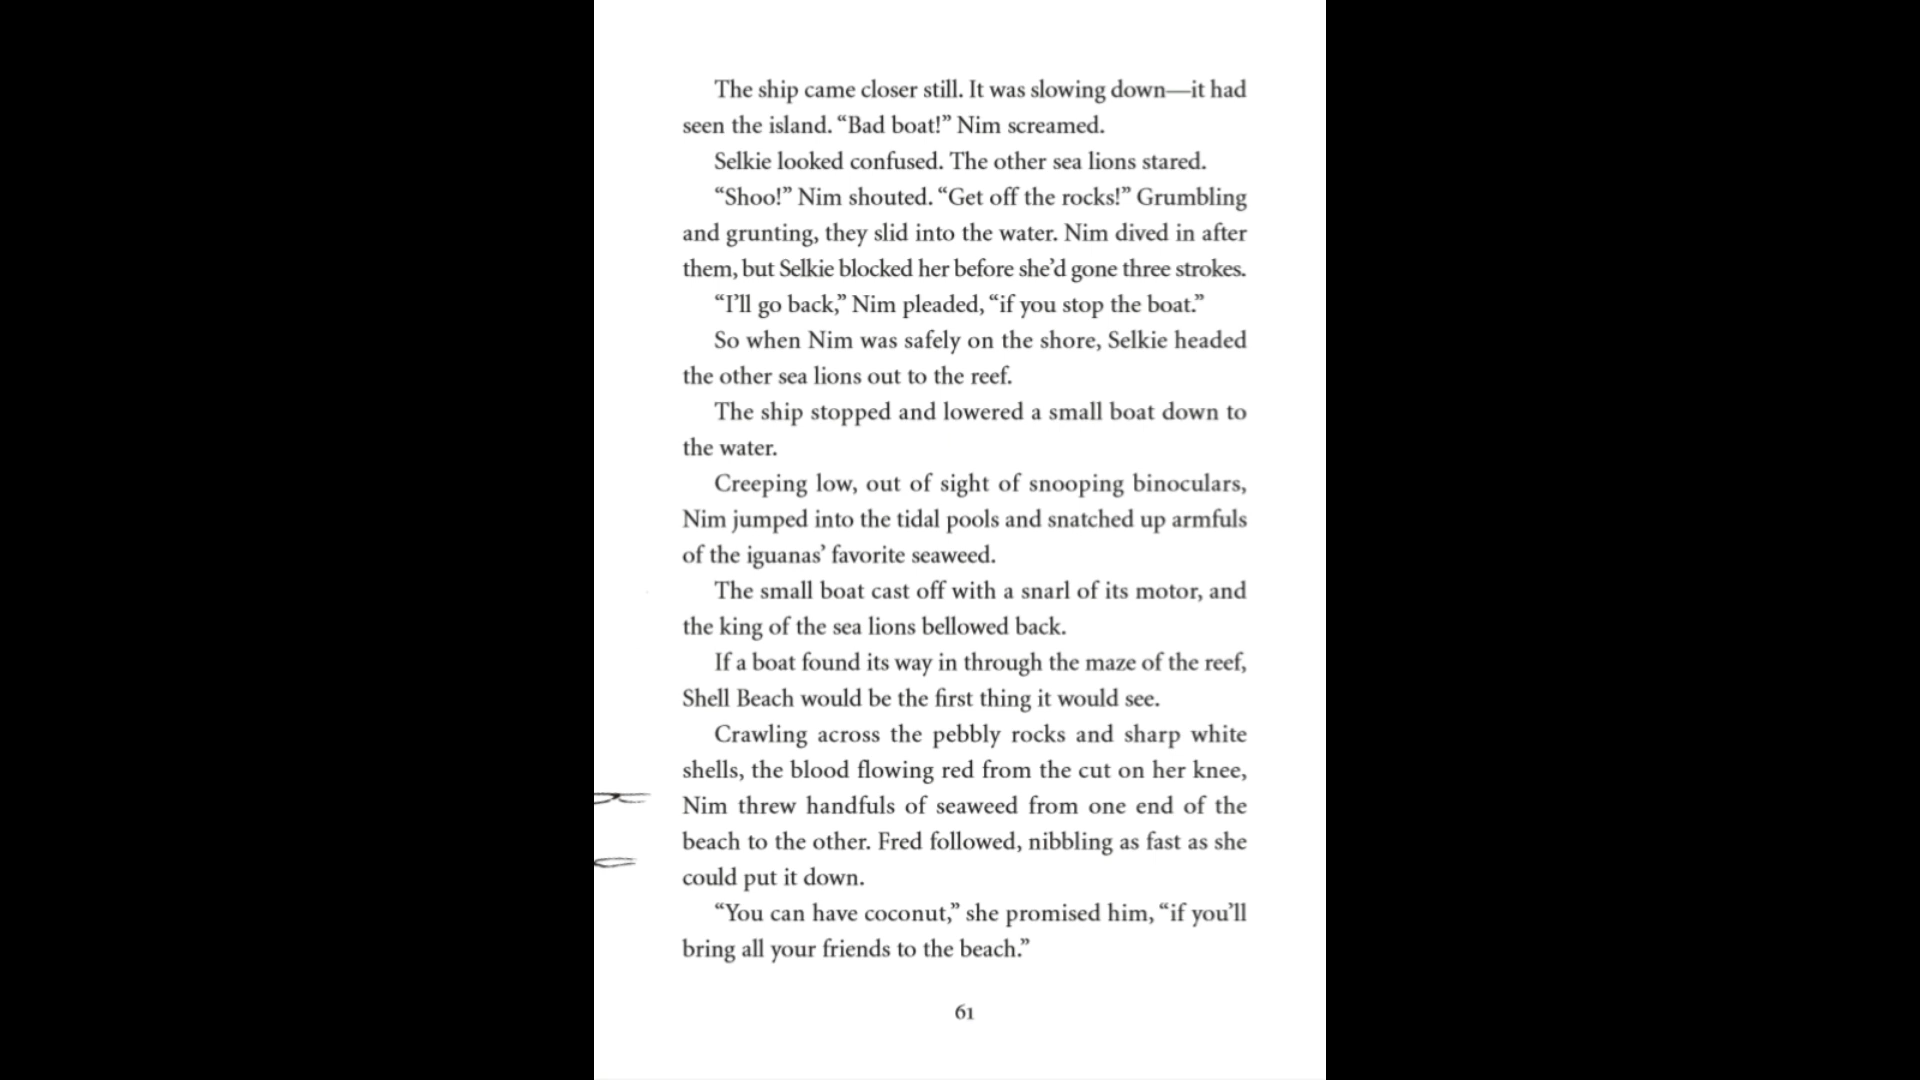 The ship came closer still. It was slowing down—it had
seen the island. “Bad boat!” Nim screamed.
Selkie looked confused. The other sea lions stared.
“Shoo!” Nim shouted. “Get off the rocks!” Grumbling
and grunting, they slid into the water. Nim dived in after
them, but Selkie blocked her before she’d gone three strokes.
“I’ll go back,” Nim pleaded, “if you stop the boat.”
So when Nim was safely on the shore, Selkie headed
the other sea lions out to the reef.
The ship stopped and lowered a small boat down to
the water.
Creeping low, out of sight of snooping binoculars,
Nim jumped into the tidal pools and snatched up armfuls
of the iguanas’ favorite seaweed.
The small boat cast off with a snarl of its motor, and
the king of the sea lions bellowed back.
If a boat found its way in through the maze of the reef,
Shell Beach would be the first thing it would see.
Crawling across the pebbly rocks and sharp white
shells, the blood flowing red from the cut on her knee,
Nim threw handfuls of seaweed from one end of the
beach to the other. Fred followed, nibbling as fast as she
could put it down.
“You can have coconut,” she promised him, “if you’ll
bring all your friends to the beach.”
61